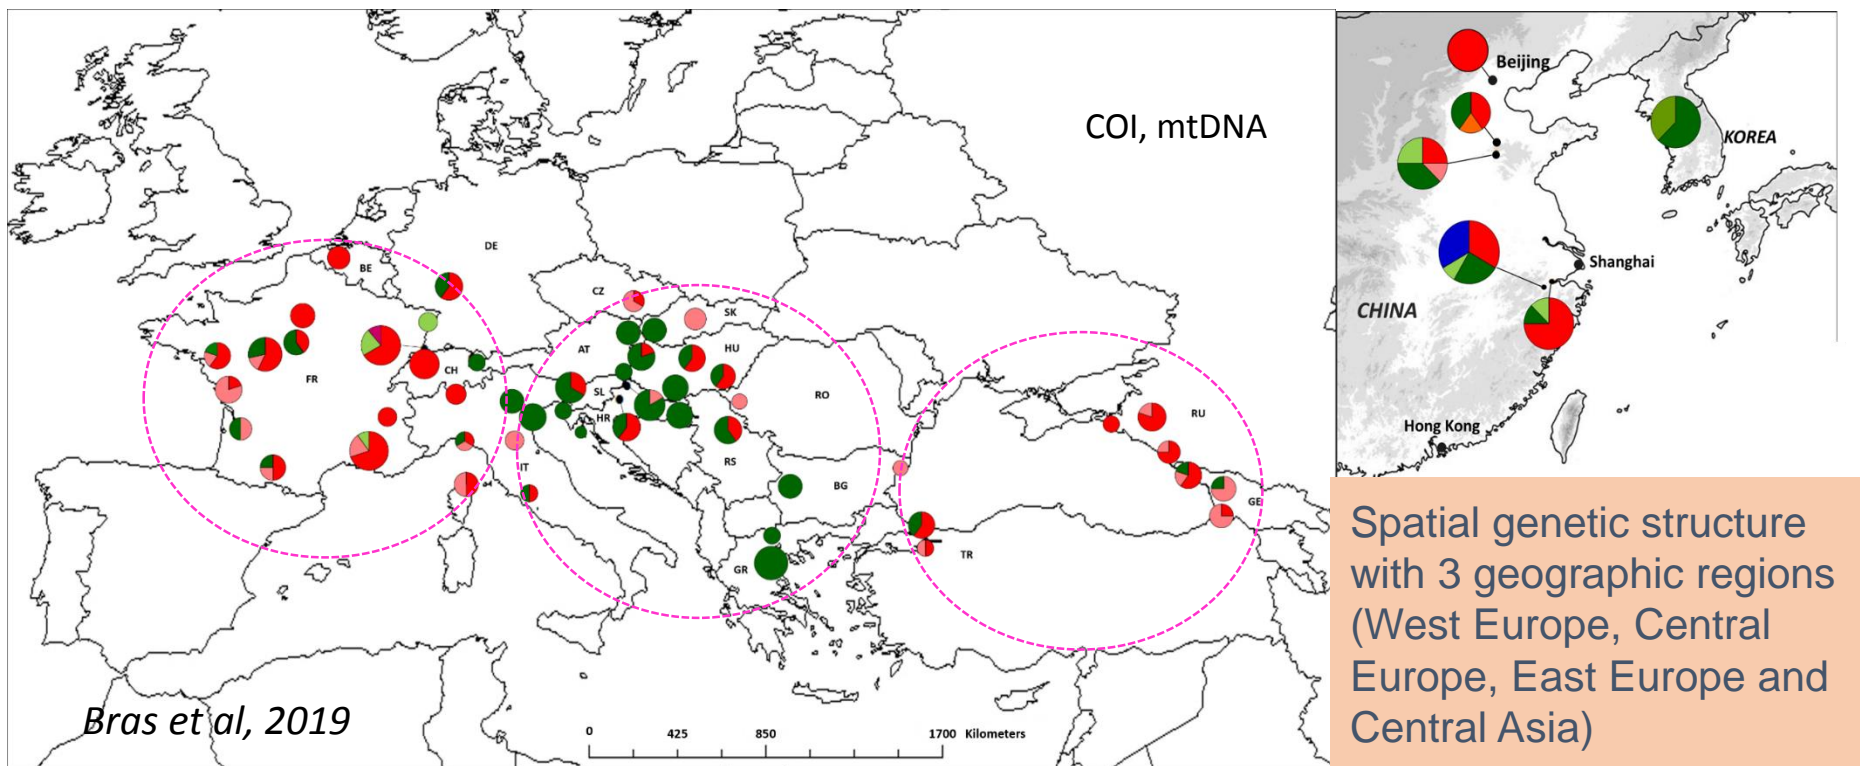 COI, mtDNA
DE
BE
CZ
SK
FR
AT
HU
CH
SL
RO
HR
RU
IT
RS
BG
GE
GR
TR
Bras et al, 2019
0 425 850 1700 Kilometers
Beijing
KOREA
Shanghai
CHINA
Hong Kong
Spatial genetic structure
with 3 geographic regions
(West Europe, Central
Europe, East Europe and
Central Asia)